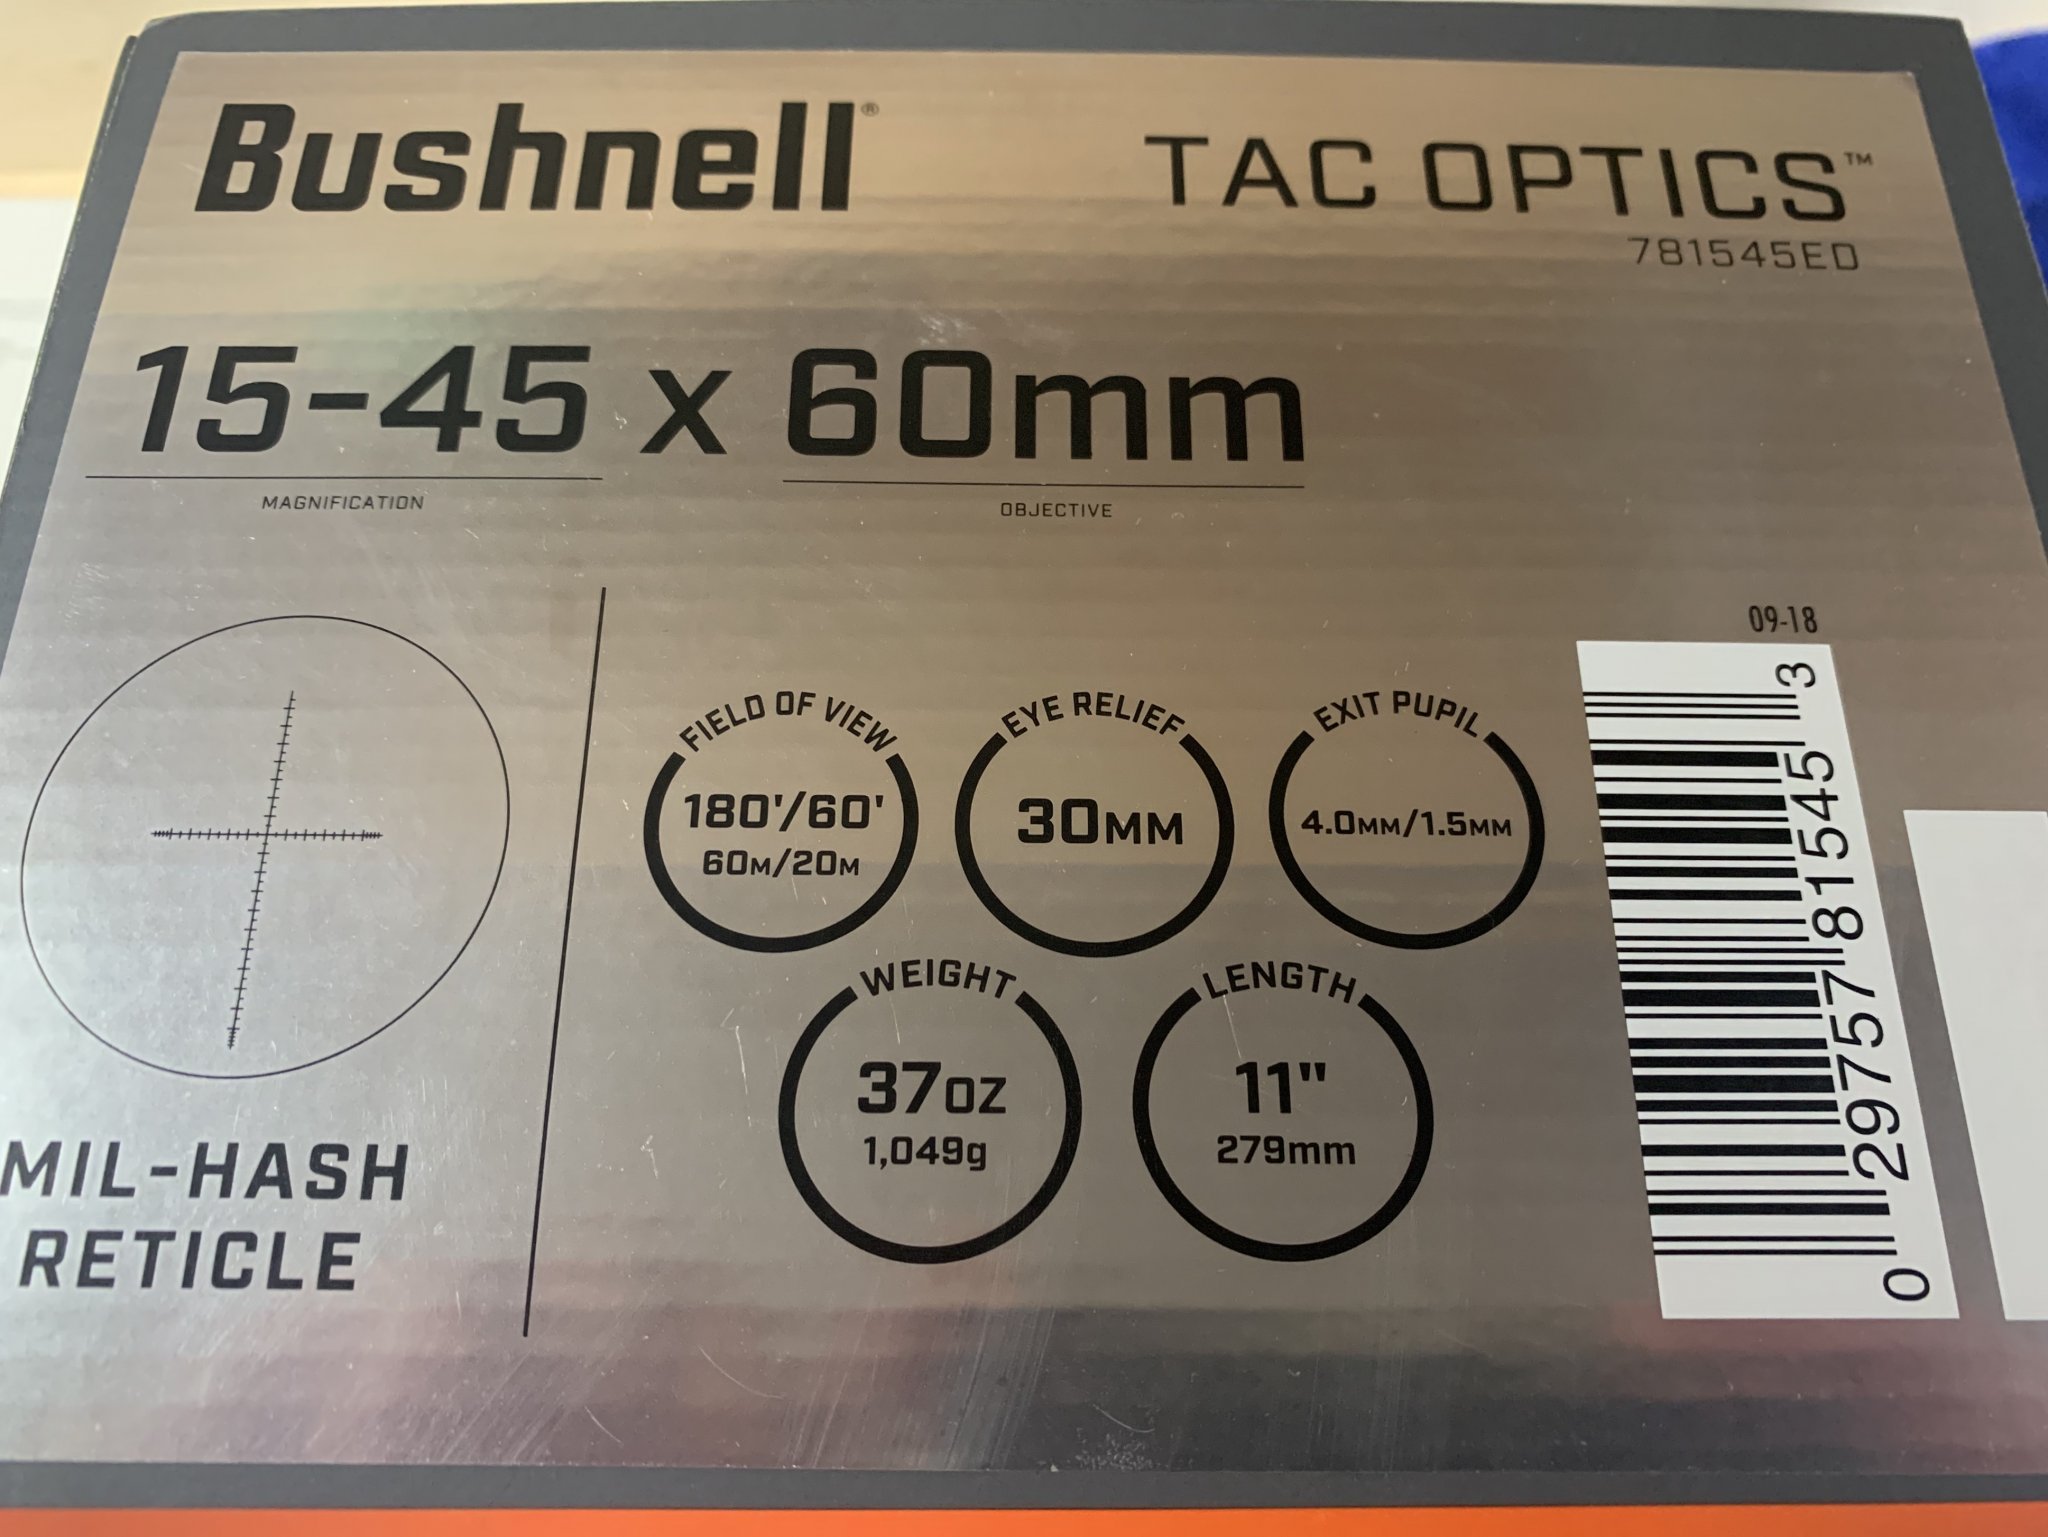 Bushnell®
TAC OPTICS™
781545ED
15-45 x 60mm
MAGNIFICATION
OBJECTIVE
MIL-HASH
RETICLE
FIELD OF VIEW
180'/60'
60M/20M
EYE RELIEF
30MM
EXIT PUPIL
4.0MM/1.5MM
WEIGHT
37OZ
1,049g
LENGTH
11"
279mm
09-18
0 29757 81545 3